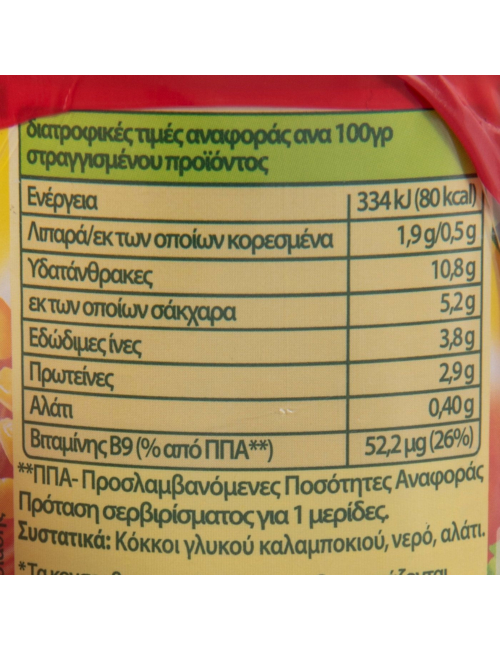 διατροφικές τιμές αναφοράς ανα 100γρ
στραγγισμένου προϊόντος
Ενέργεια 334 kJ (80 kcal)
Λιπαρά/εκ των οποίων κορεσμένα 1,9 g/0,5 g
Υδατάνθρακες 10,8 g
εκ των οποίων σάκχαρα 5,2 g
Εδώδιμες ίνες 3,8 g
Πρωτείνες 2,9 g
Αλάτι 0,40 g
Βιταμίνης Β9 (% από ΠΠΑ**) 52,2 μg (26%)
**ΠΠΑ- Προσλαμβανόμενες Ποσότητες Αναφοράς
Πρόταση σερβιρίσματος για 1 μερίδες.
Συστατικά: Κόκκοι γλυκού καλαμποκιού, νερό, αλάτι.